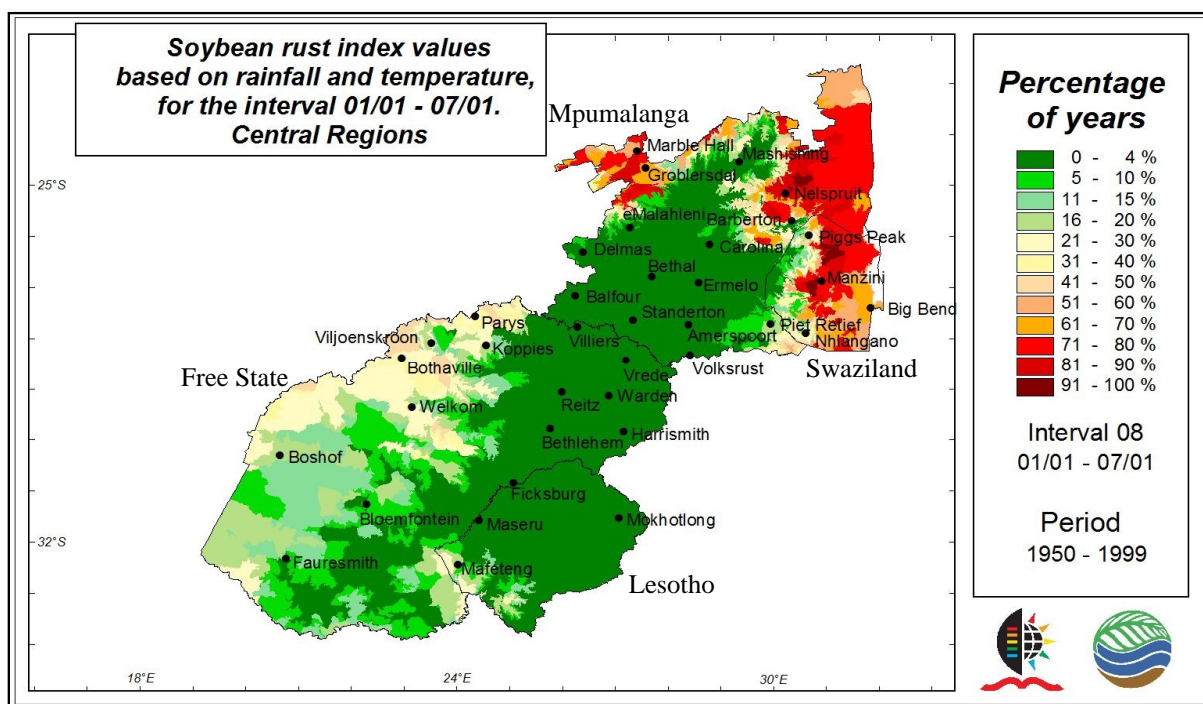 Soybean rust index values
based on rainfall and temperature,
for the interval 01/01 - 07/01.
Central Regions
Mpumalanga
Marble Hall
Mashishing
Groblersdal
25°S
Nelspruit
eMalahleni
Barberton
Piggs Peak
Delmas
Carolina
Bethal
Ermelo
Manzini
Balfour
Big Bend
Standerton
Parys
Piet Retief
Viljoenskroon
Villiers
Amerspoort
Nhlangano
Koppies
Volksrust
Swaziland
Bothaville
Free State
Vrede
Reitz
Warden
Welkom
Bethlehem
Harrismith
Boshof
Ficksburg
Bloemfontein
Maseru
Mokhotlong
32°S
Fauresmith
Mafeteng
Lesotho
18°E
24°E
30°E
Percentage
of years
0 - 4 %
5 - 10 %
11 - 15 %
16 - 20 %
21 - 30 %
31 - 40 %
41 - 50 %
51 - 60 %
61 - 70 %
71 - 80 %
81 - 90 %
91 - 100 %
Interval 08
01/01 - 07/01
Period
1950 - 1999